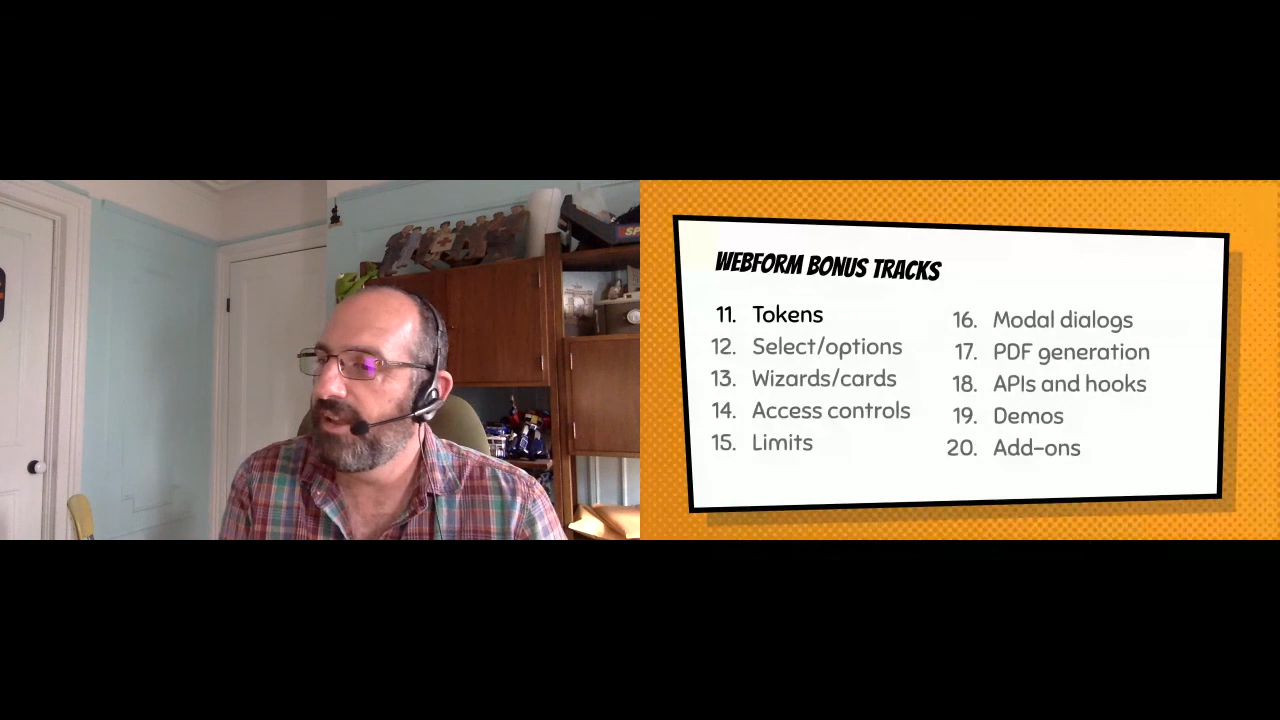 WEBFORM BONUS TRACKS
11. Tokens
12. Select/options
13. Wizards/cards
14. Access controls
15. Limits
16. Modal dialogs
17. PDF generation
18. APIs and hooks
19. Demos
20. Add-ons
SP